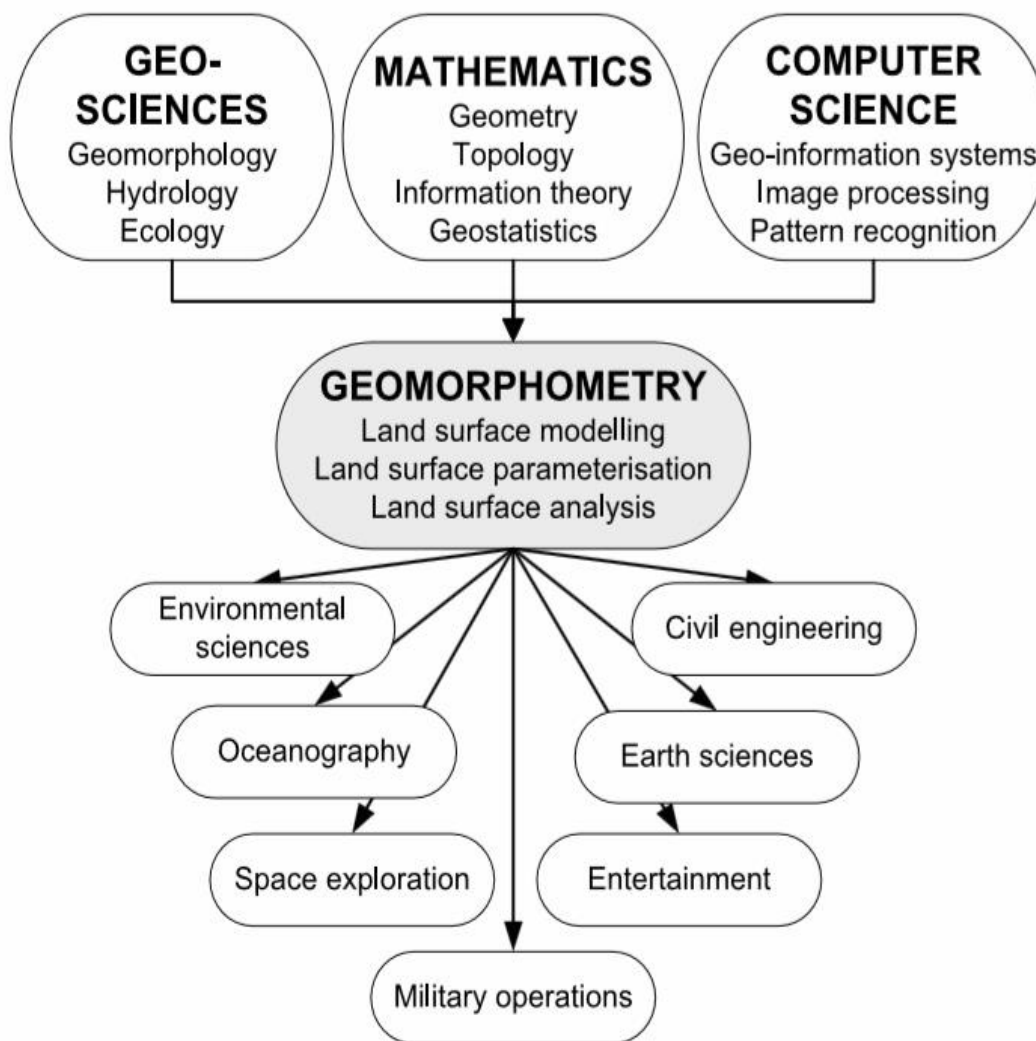 GEO-
SCIENCES
Geomorphology
Hydrology
Ecology
MATHEMATICS
Geometry
Topology
Information theory
Geostatistics
COMPUTER
SCIENCE
Geo-information systems
Image processing
Pattern recognition
GEOMORPHOMETRY
Land surface modelling
Land surface parameterisation
Land surface analysis
Environmental
sciences
Civil engineering
Oceanography
Earth sciences
Space exploration
Entertainment
Military operations